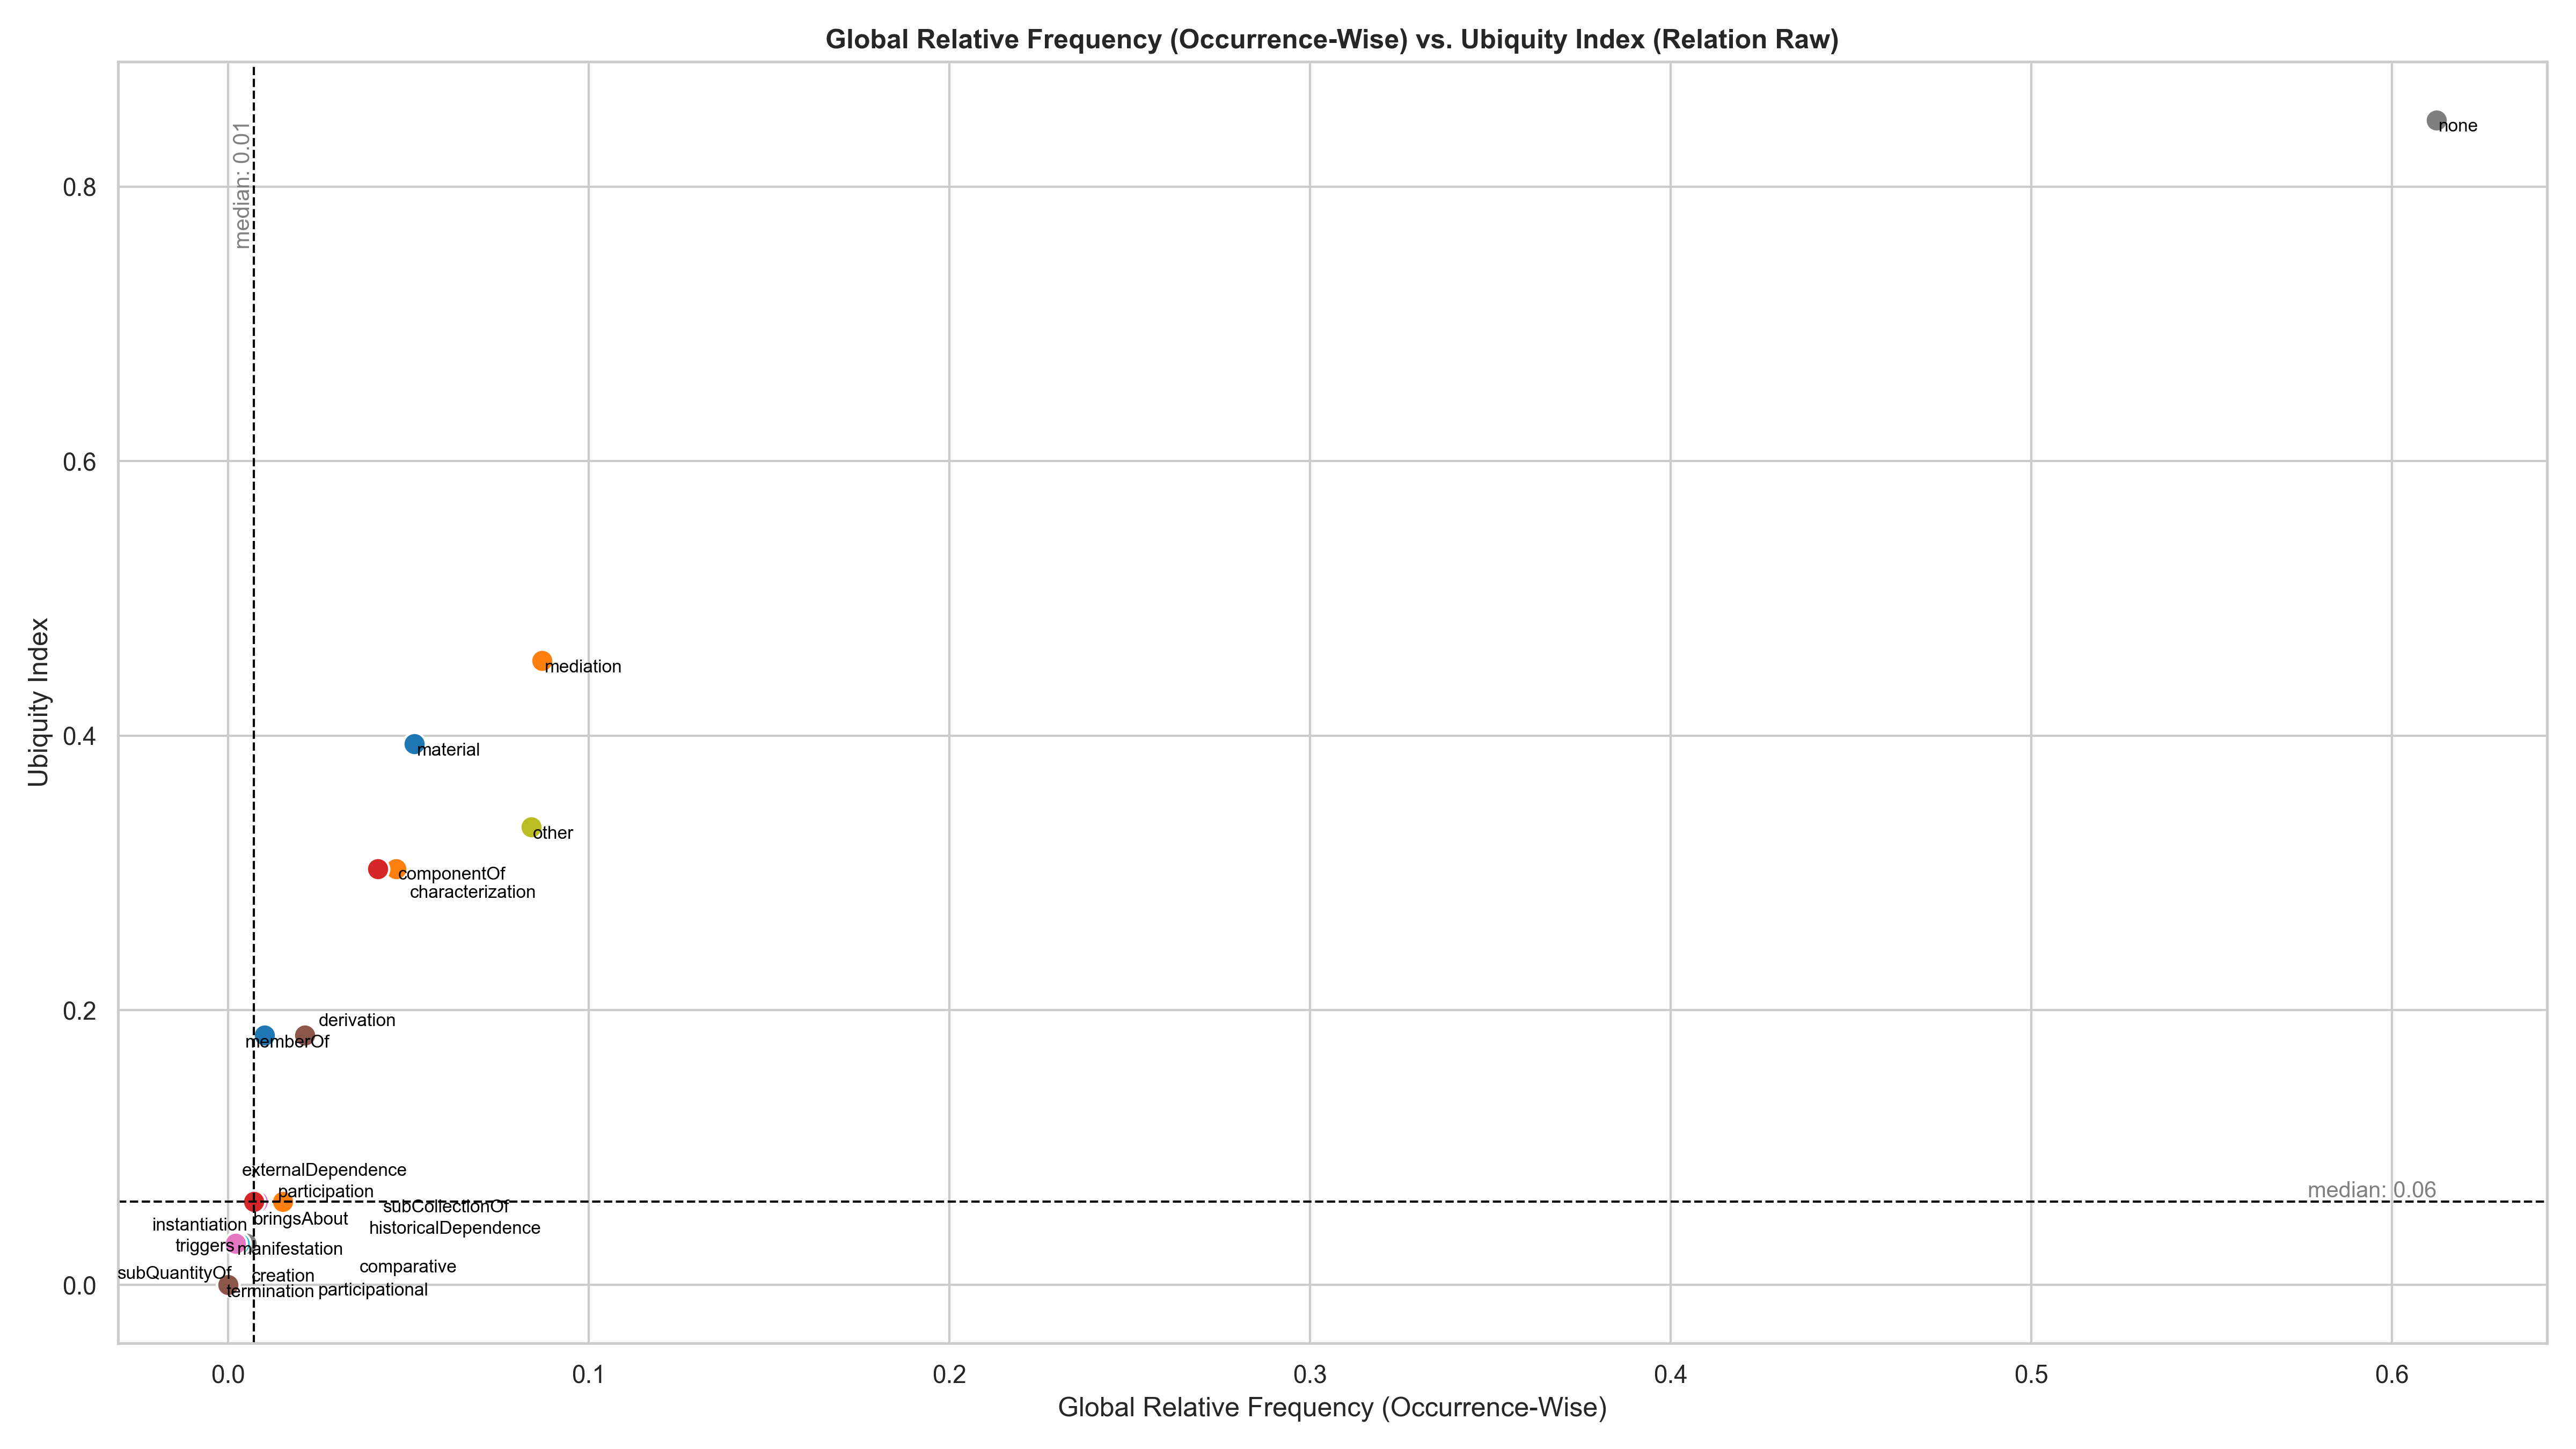 Global Relative Frequency (Occurrence-Wise) vs. Ubiquity Index (Relation Raw)
median: 0.01
none
0.8
0.6
mediation
0.4
material
other
componentOf
characterization
Ubiquity Index
0.2
derivation
memberOf
externalDependence
participation
median: 0.06
subCollectionOf
bringsAbout
instantiation
historicalDependence
triggers
manifestation
comparative
subQuantityOf
creation
0.0
termination
participational
0.0 0.1 0.2 0.3 0.4 0.5 0.6
Global Relative Frequency (Occurrence-Wise)